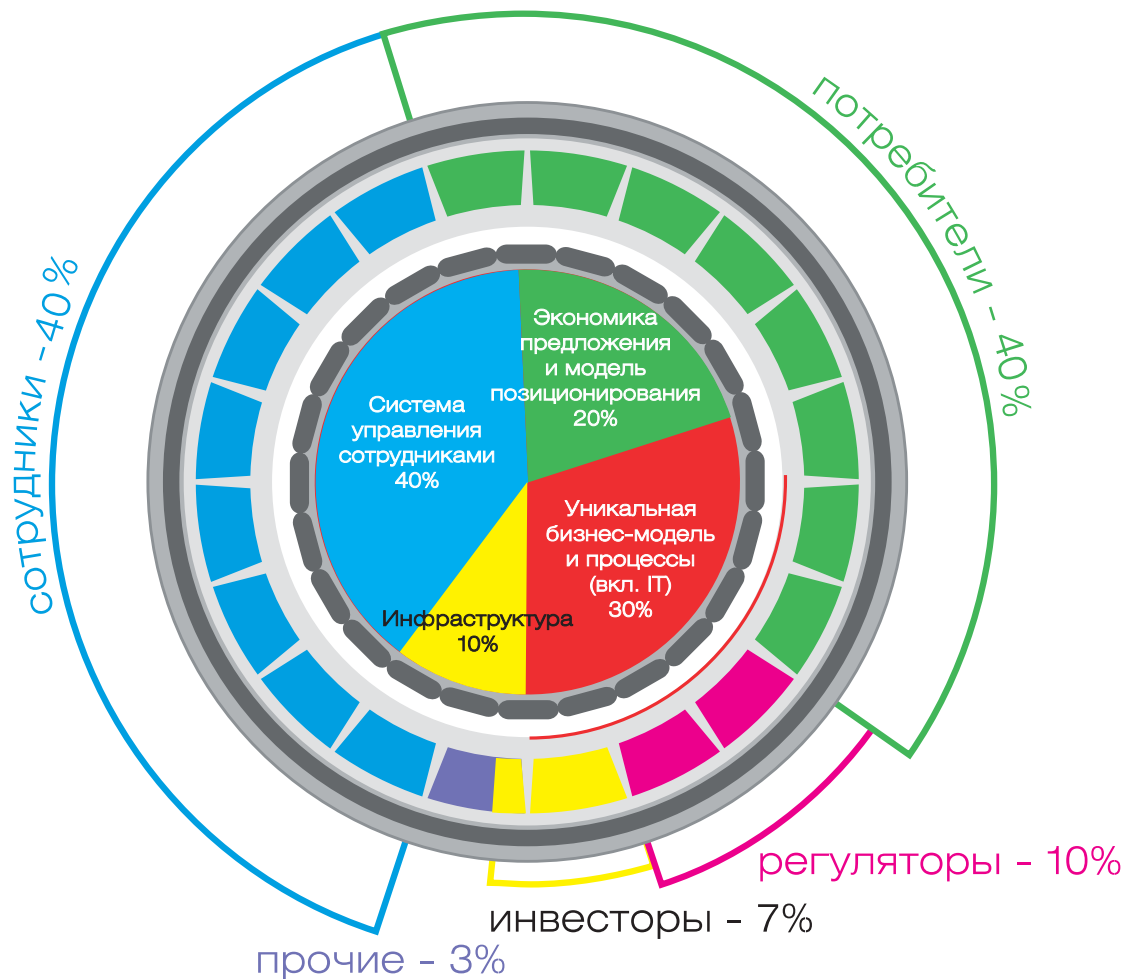 потребители - 40%
сотрудники - 40%
Экономика
предложения
и модель
позиционирования
20%
Система
управления
сотрудниками
40%
Уникальная
бизнес-модель
и процессы
(вкл. IT)
30%
Инфраструктура
10%
регуляторы - 10%
инвесторы - 7%
прочие - 3%